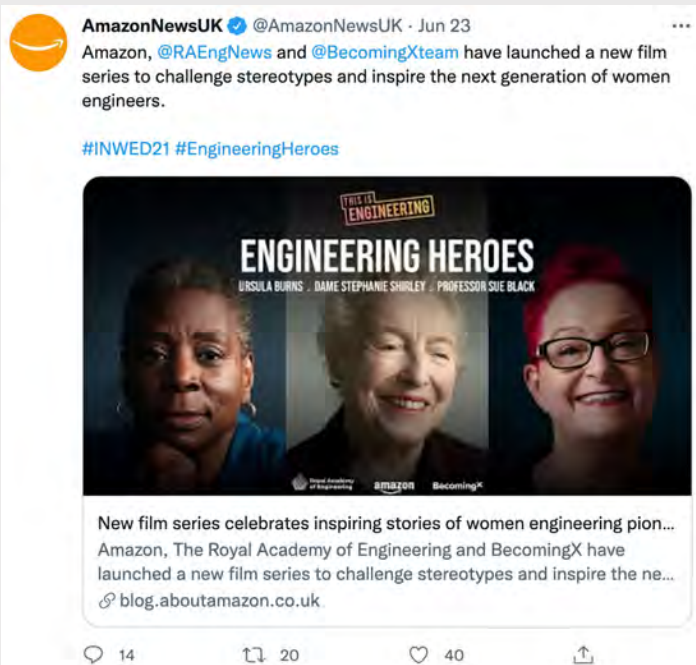 AmazonNewsUK @AmazonNewsUK · Jun 23
Amazon, @RAEngNews and @BecomingXteam have launched a new film
series to challenge stereotypes and inspire the next generation of women
engineers.
#INWED21 #EngineeringHeroes
THIS IS
ENGINEERING
ENGINEERING HEROES
URSULA BURNS . DAME STEPHANIE SHIRLEY . PROFESSOR SUE BLACK
Royal Academy
of Engineering
amazon
BecomingX
New film series celebrates inspiring stories of women engineering pion...
Amazon, The Royal Academy of Engineering and BecomingX have
launched a new film series to challenge stereotypes and inspire the ne...
blog.aboutamazon.co.uk
14 20 40